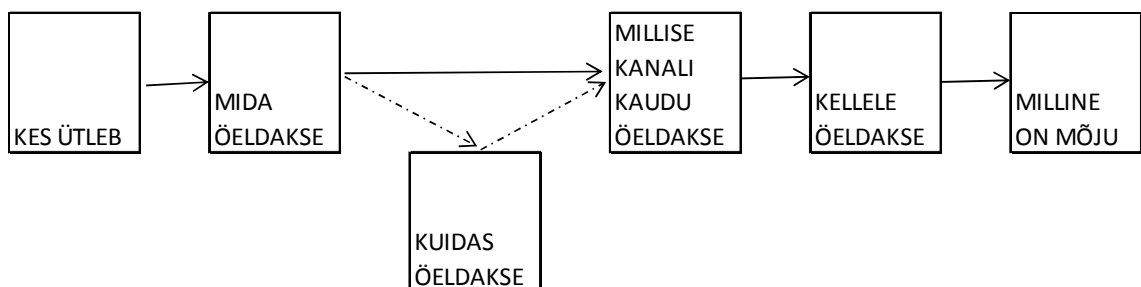 KES ÜTLEB
MIDA
ÖELDAKSE
KUIDAS
ÖELDAKSE
MILLISE
KANALI
KAUDU
ÖELDAKSE
KELLELE
ÖELDAKSE
MILLINE
ON MÕJU